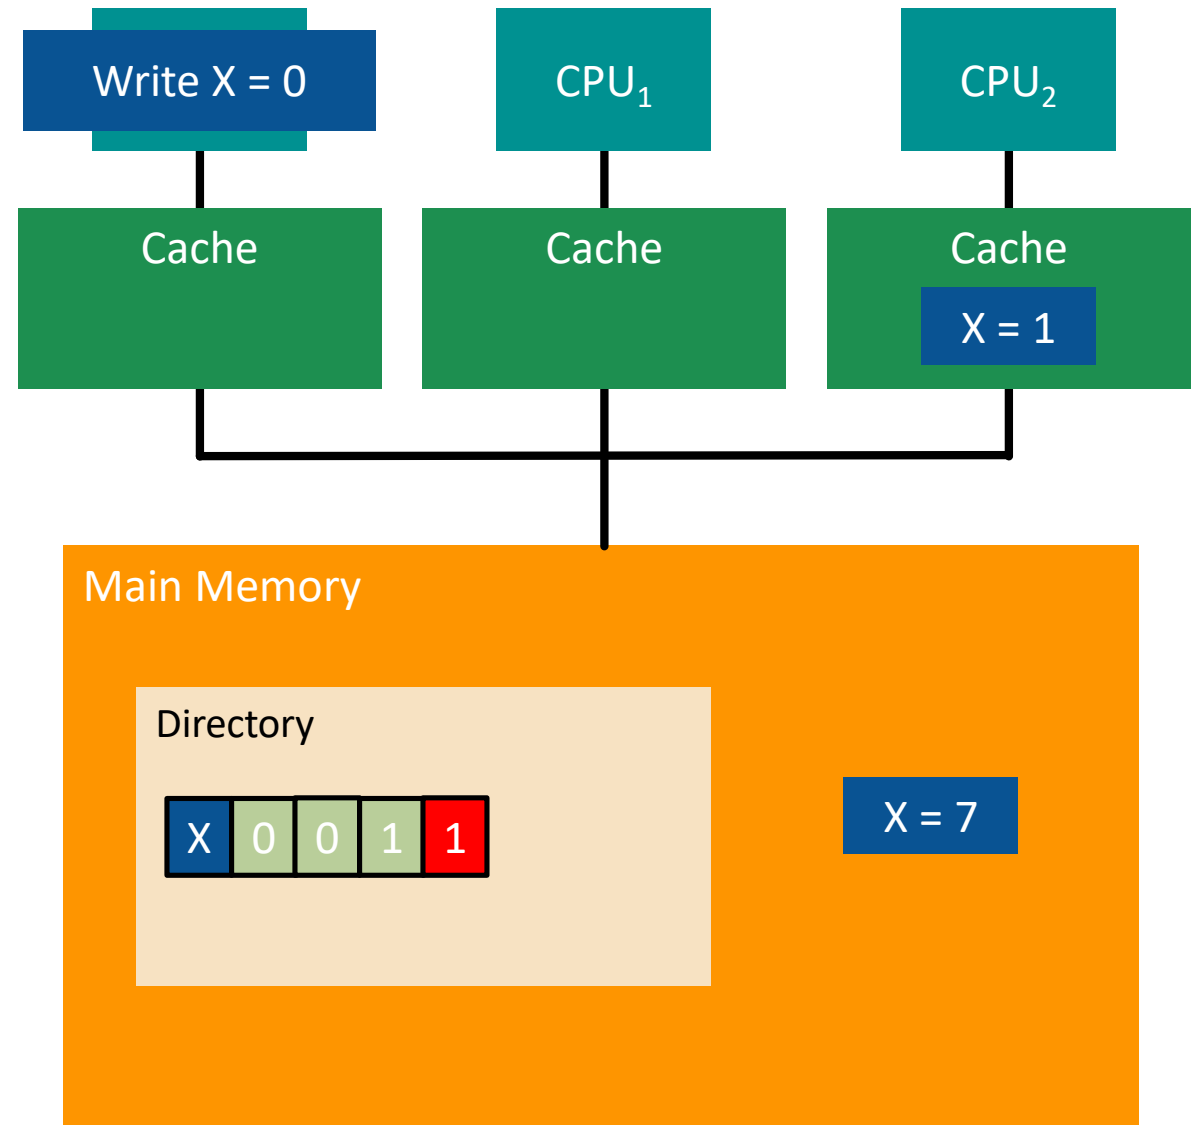 Write X = 0
CPU₁
CPU₂
Cache
Cache
Cache
X = 1
Main Memory
Directory
X 0 0 1 1
X = 7